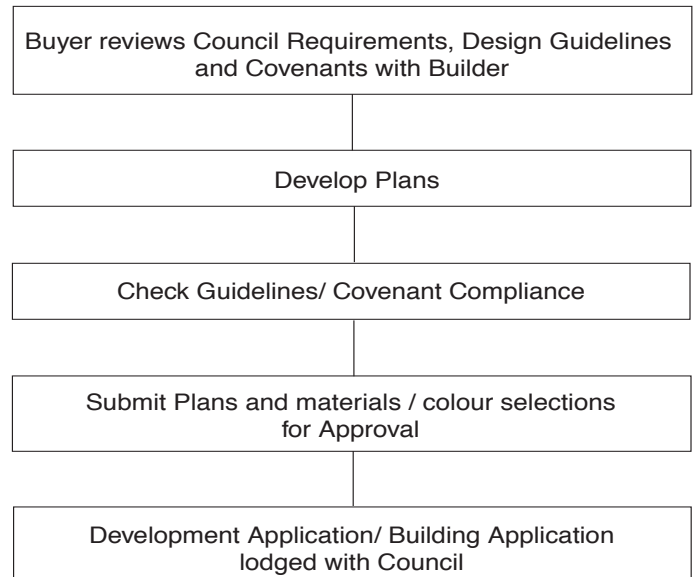 Buyer reviews Council Requirements, Design Guidelines
and Covenants with Builder
Develop Plans
Check Guidelines/ Covenant Compliance
Submit Plans and materials / colour selections
for Approval
Development Application/ Building Application
lodged with Council